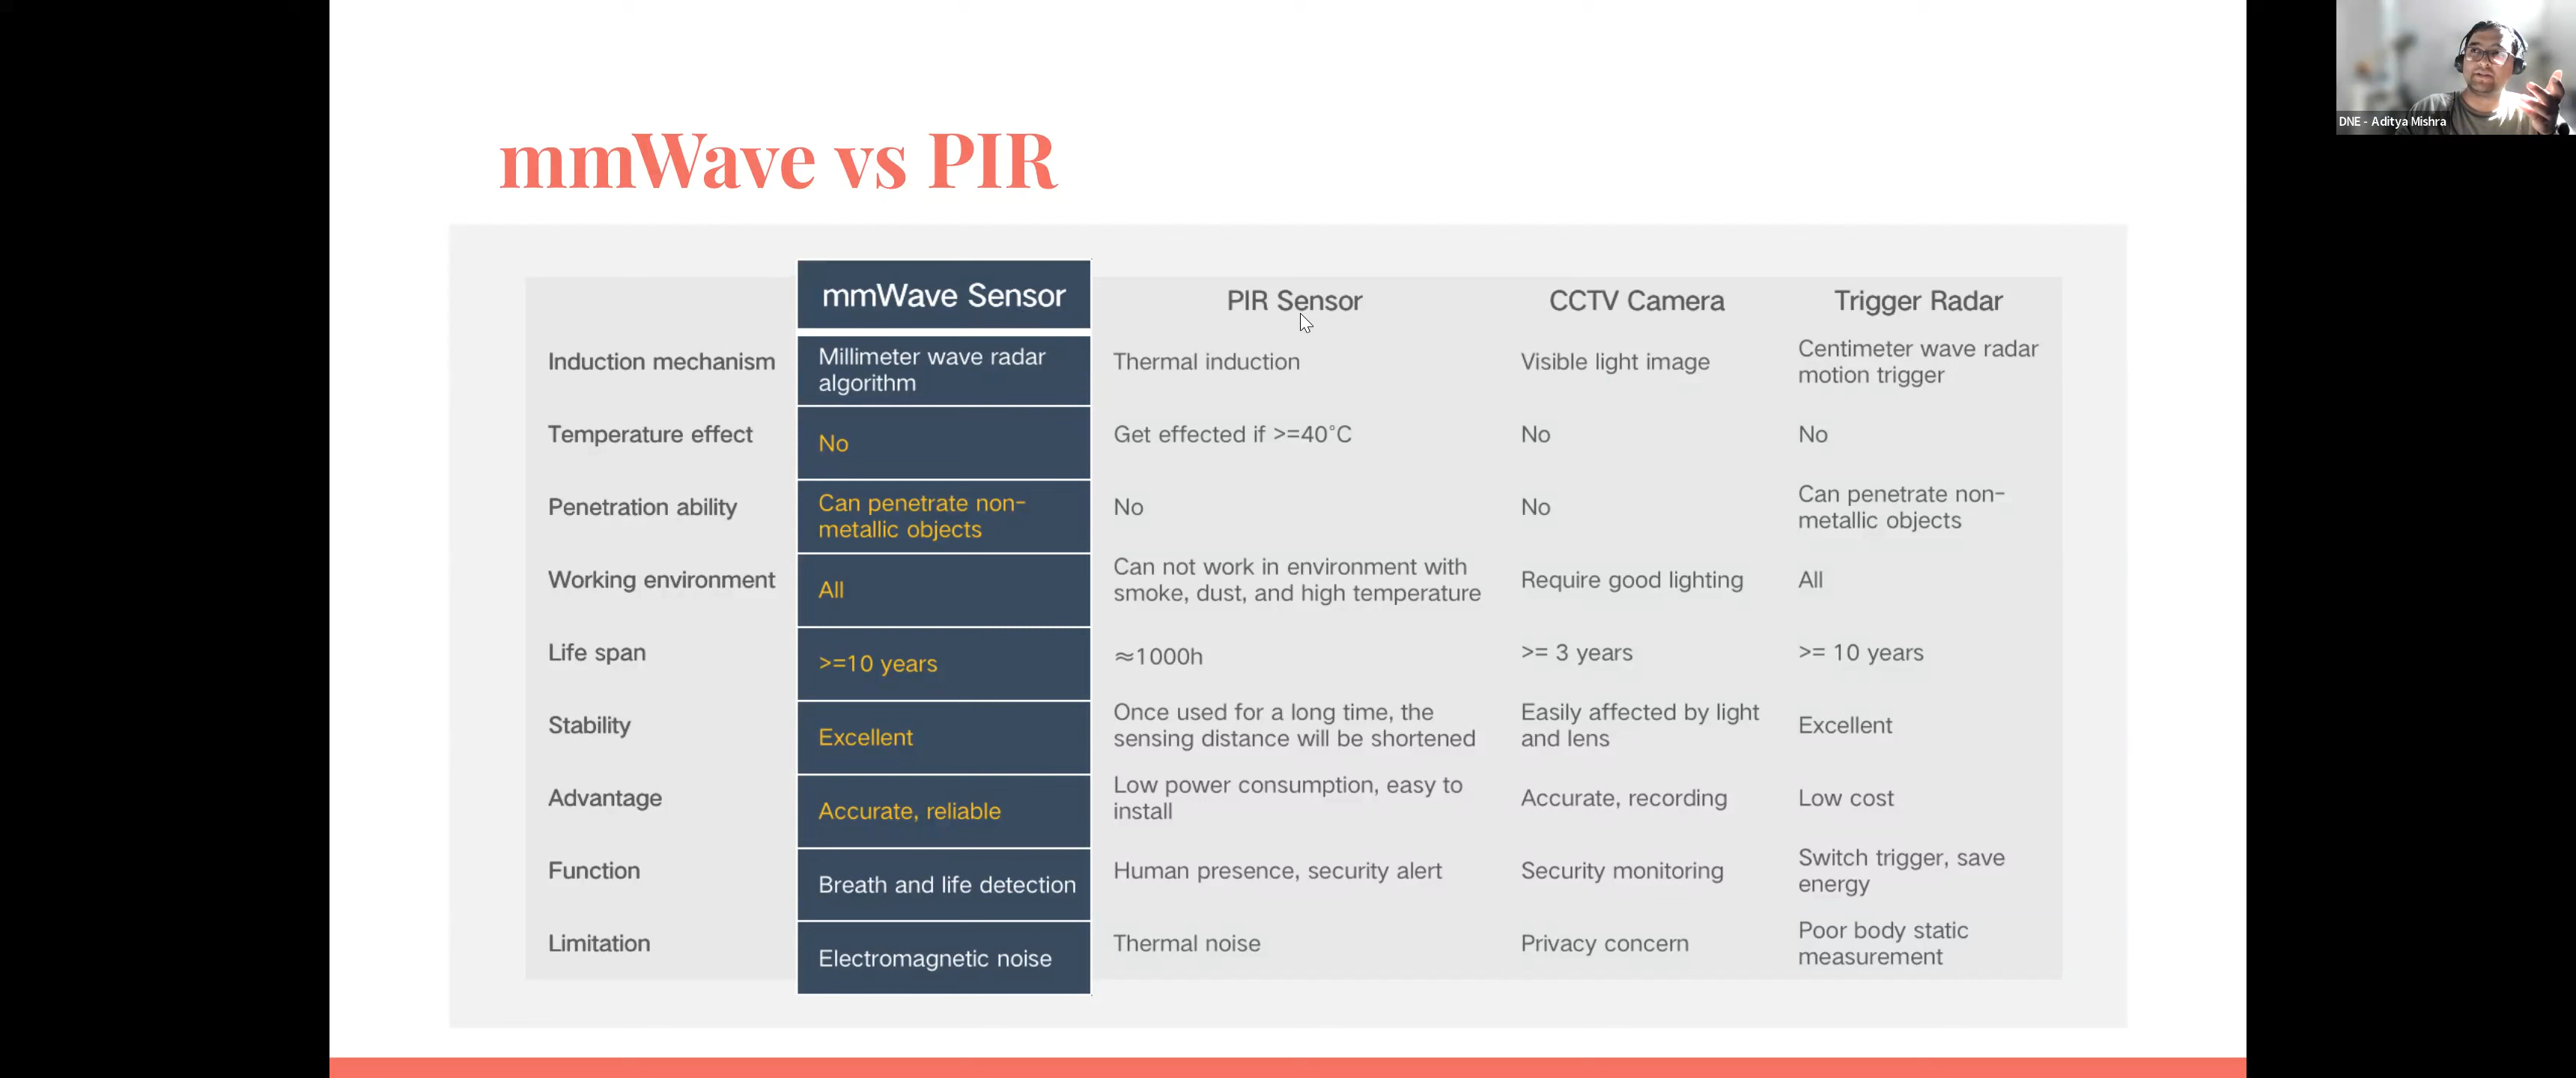 DNE - Aditya Mishra
mmWave vs PIR
mmWave Sensor
PIR Sensor
CCTV Camera
Trigger Radar
Induction mechanism
Millimeter wave radar
algorithm
Thermal induction
Visible light image
Centimeter wave radar
motion trigger
Temperature effect
No
Get effected if >=40°C
No
No
Penetration ability
Can penetrate non-
metallic objects
No
No
Can penetrate non-
metallic objects
Working environment
All
Can not work in environment with
smoke, dust, and high temperature
Require good lighting
All
Life span
>=10 years
≈1000h
>= 3 years
>= 10 years
Stability
Excellent
Once used for a long time, the
sensing distance will be shortened
Easily affected by light
and lens
Excellent
Advantage
Accurate, reliable
Low power consumption, easy to
install
Accurate, recording
Low cost
Function
Breath and life detection
Human presence, security alert
Security monitoring
Switch trigger, save
energy
Limitation
Electromagnetic noise
Thermal noise
Privacy concern
Poor body static
measurement